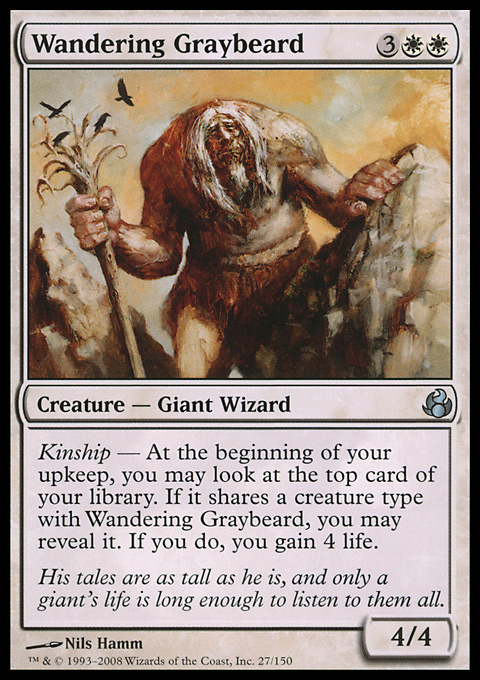 Wandering Graybeard 3
Creature — Giant Wizard
Kinship — At the beginning of your
upkeep, you may look at the top card of
your library. If it shares a creature type
with Wandering Graybeard, you may
reveal it. If you do, you gain 4 life.
His tales are as tall as he is, and only a
giant's life is long enough to listen to them all.
Nils Hamm
4/4
™ & © 1993–2008 Wizards of the Coast, Inc. 27/150